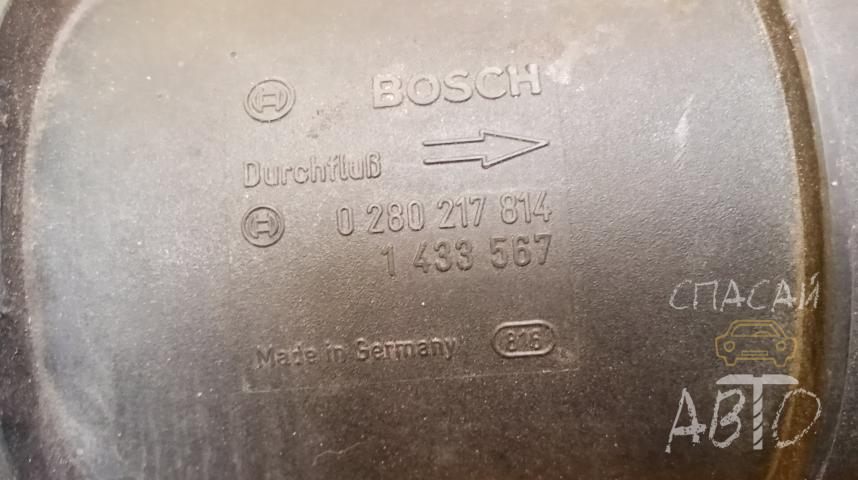 BOSCH
Durchfluß
0 280 217 814
1 433 567
Made in Germany 816
СПАСАЙ
АВТО